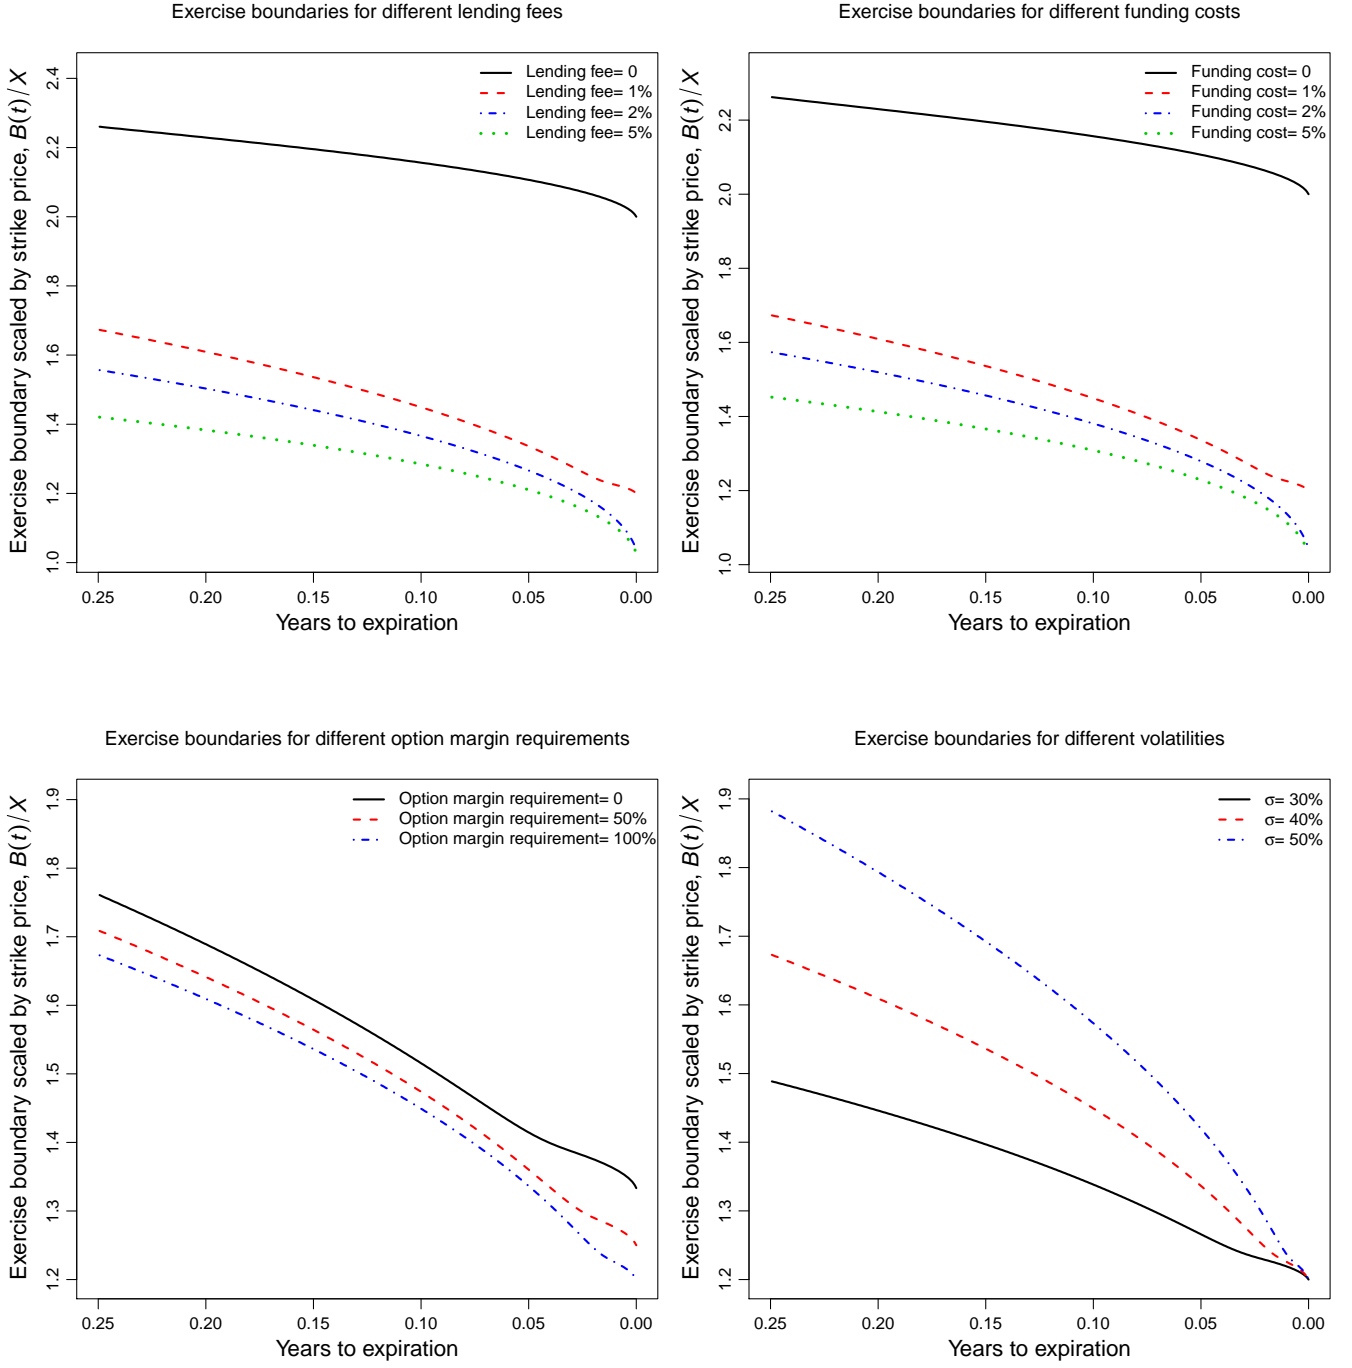 Exercise boundaries for different lending fees
Exercise boundary scaled by strike price, B(t)/X
2.4
2.2
2.0
1.8
1.6
1.4
1.2
1.0
Lending fee= 0
Lending fee= 1%
Lending fee= 2%
Lending fee= 5%
0.25
0.20
0.15
0.10
0.05
0.00
Years to expiration
Exercise boundaries for different funding costs
Exercise boundary scaled by strike price, B(t)/X
2.2
2.0
1.8
1.6
1.4
1.2
1.0
Funding cost= 0
Funding cost= 1%
Funding cost= 2%
Funding cost= 5%
0.25
0.20
0.15
0.10
0.05
0.00
Years to expiration
Exercise boundaries for different option margin requirements
Exercise boundary scaled by strike price, B(t)/X
1.9
1.8
1.7
1.6
1.5
1.4
1.3
1.2
Option margin requirement= 0
Option margin requirement= 50%
Option margin requirement= 100%
0.25
0.20
0.15
0.10
0.05
0.00
Years to expiration
Exercise boundaries for different volatilities
Exercise boundary scaled by strike price, B(t)/X
1.9
1.8
1.7
1.6
1.5
1.4
1.3
1.2
σ= 30%
σ= 40%
σ= 50%
0.25
0.20
0.15
0.10
0.05
0.00
Years to expiration